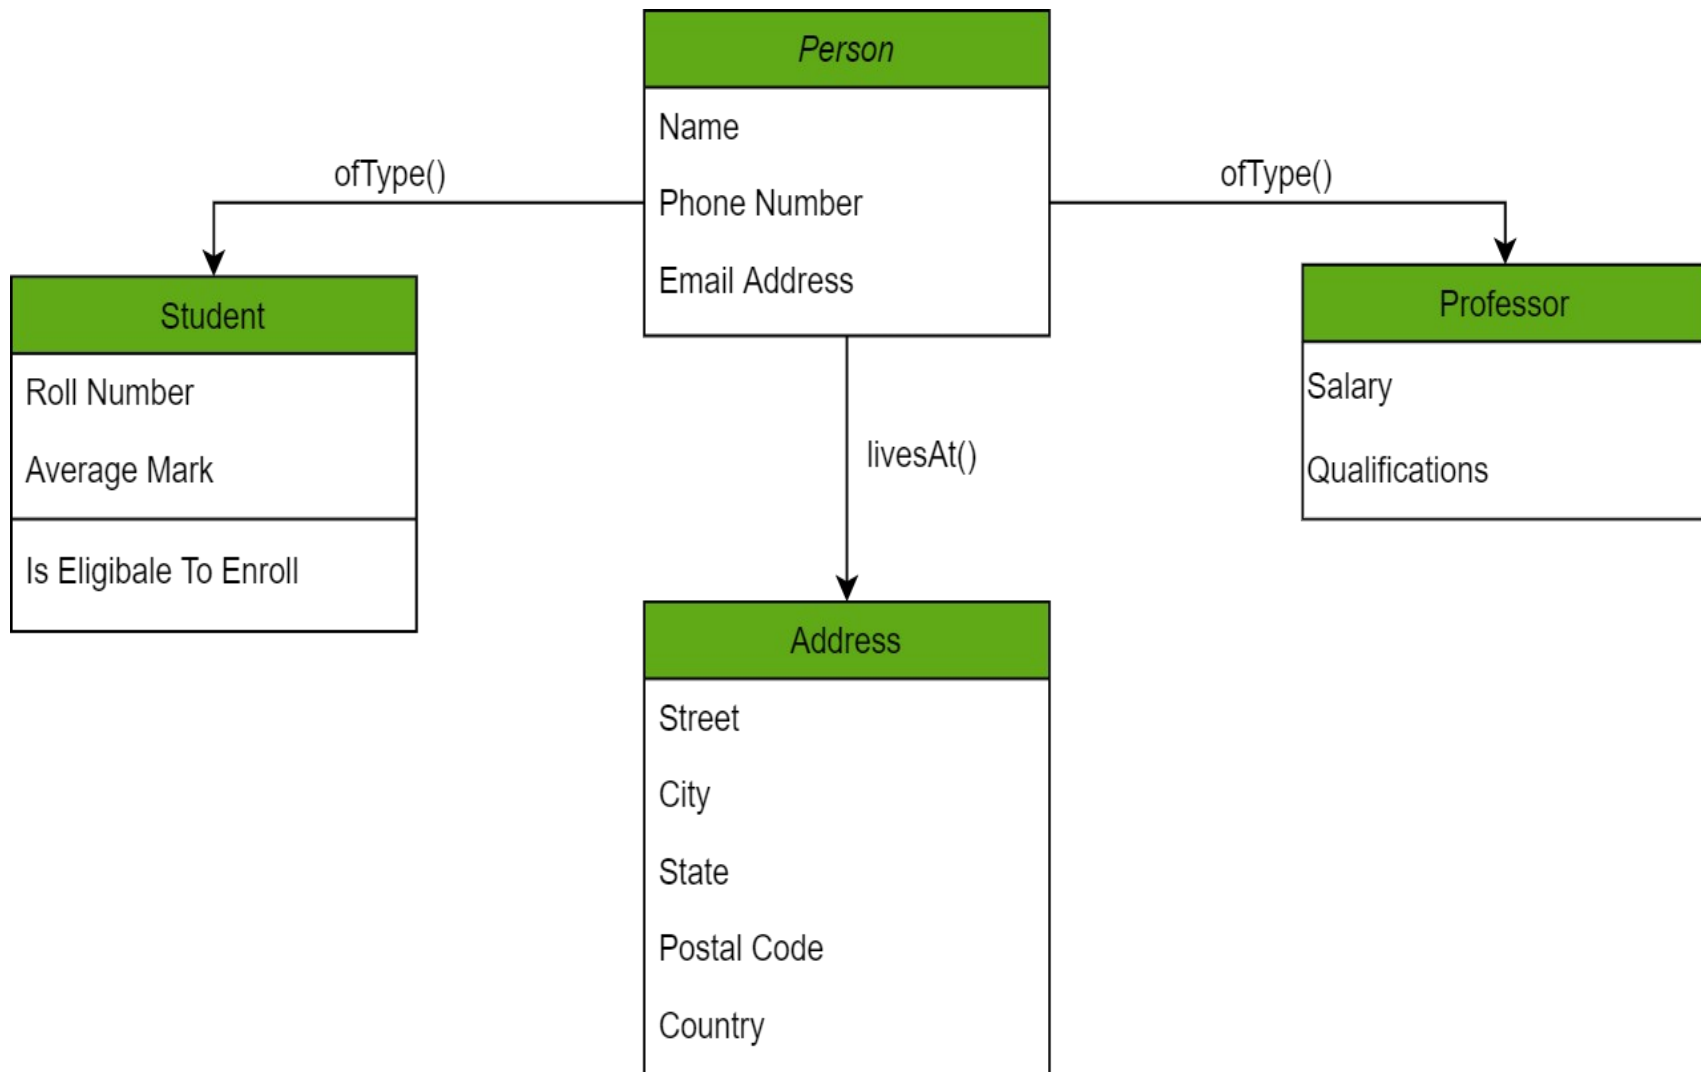 Person
Name
Phone Number
Email Address
ofType()
ofType()
Student
Roll Number
Average Mark
Is Eligibale To Enroll
Professor
Salary
Qualifications
livesAt()
Address
Street
City
State
Postal Code
Country